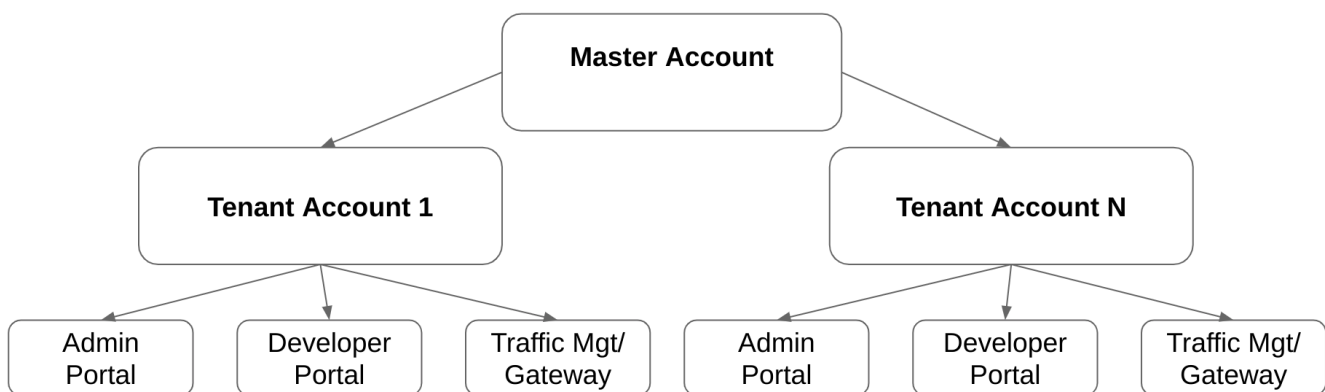 Master Account
Tenant Account 1
Tenant Account N
Admin
Portal
Developer
Portal
Traffic Mgt/
Gateway
Admin
Portal
Developer
Portal
Traffic Mgt/
Gateway